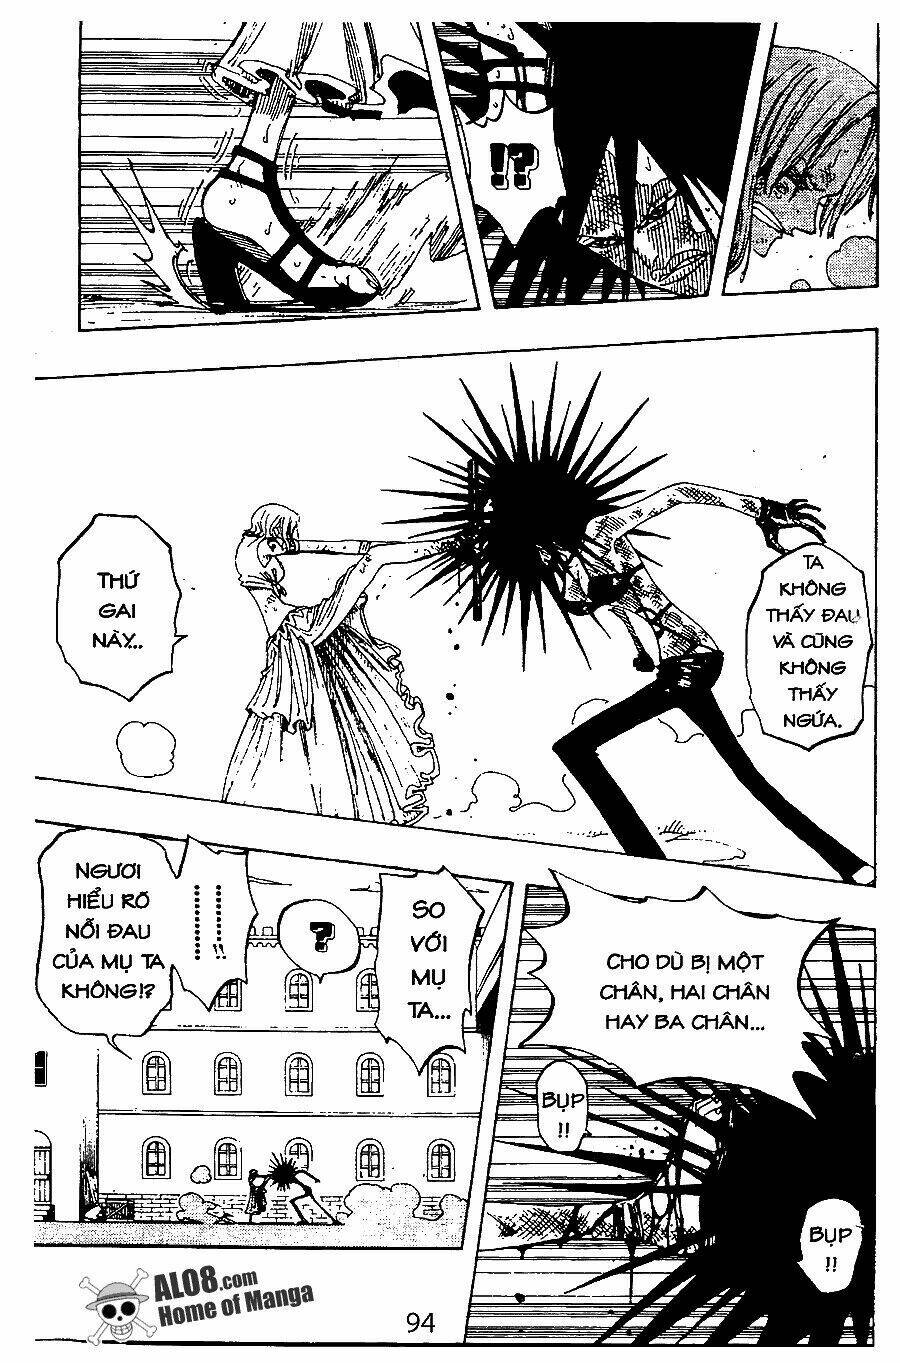 !?
TA
KHÔNG
THẤY ĐAU
VÀ CŨNG
KHÔNG
THẤY
NGỨA.
THỨ
GAI
NÀY...
CHO DÙ BỊ MỘT
CHÂN, HAI CHÂN
HAY BA CHÂN...
BỤP
!!
BỤP
!!
SO
VỚI
MỤ
TA...
?
.........!!
NGƯƠI
HIỂU RÕ
NỖI ĐAU
CỦA MỤ TA
KHÔNG!?
AL08.com
Home of Manga
94